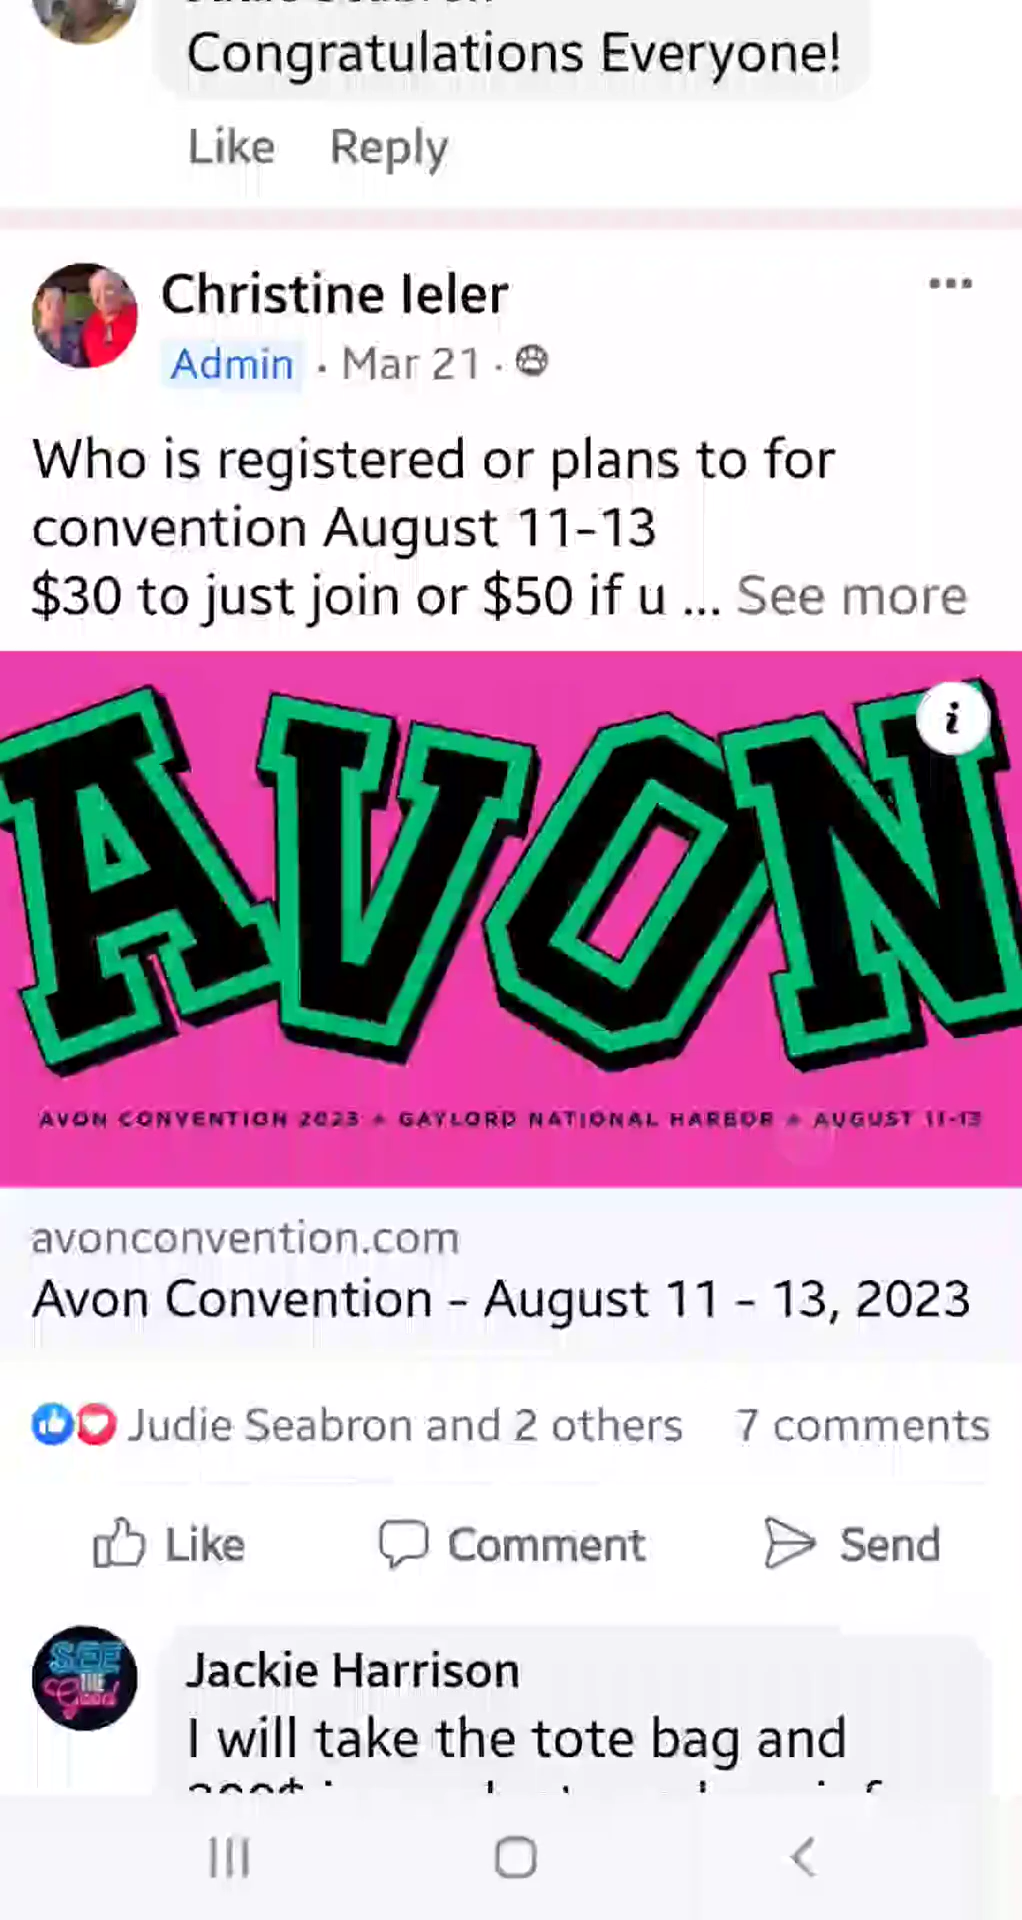 Congratulations Everyone!
Like Reply
Christine Ieler
Admin · Mar 21 ·
Who is registered or plans to for
convention August 11-13
$30 to just join or $50 if u ... See more
AVON
i
AVON CONVENTION 2023 GAYLORD NATIONAL HARBOR AUGUST 11-13
avonconvention.com
Avon Convention - August 11 - 13, 2023
Judie Seabron and 2 others 7 comments
Like Comment Send
SEE
THE
Good
Jackie Harrison
I will take the tote bag and